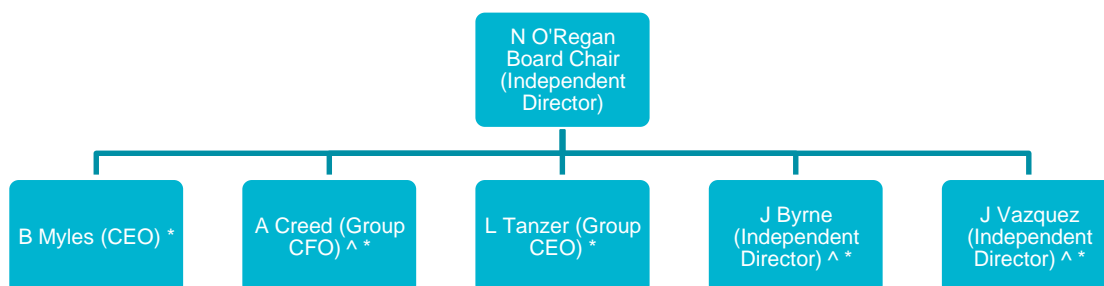 N O'Regan
Board Chair
(Independent
Director)
B Myles (CEO) *
A Creed (Group
CFO) ^ *
L Tanzer (Group
CEO) *
J Byrne
(Independent
Director) ^ *
J Vazquez
(Independent
Director) ^ *